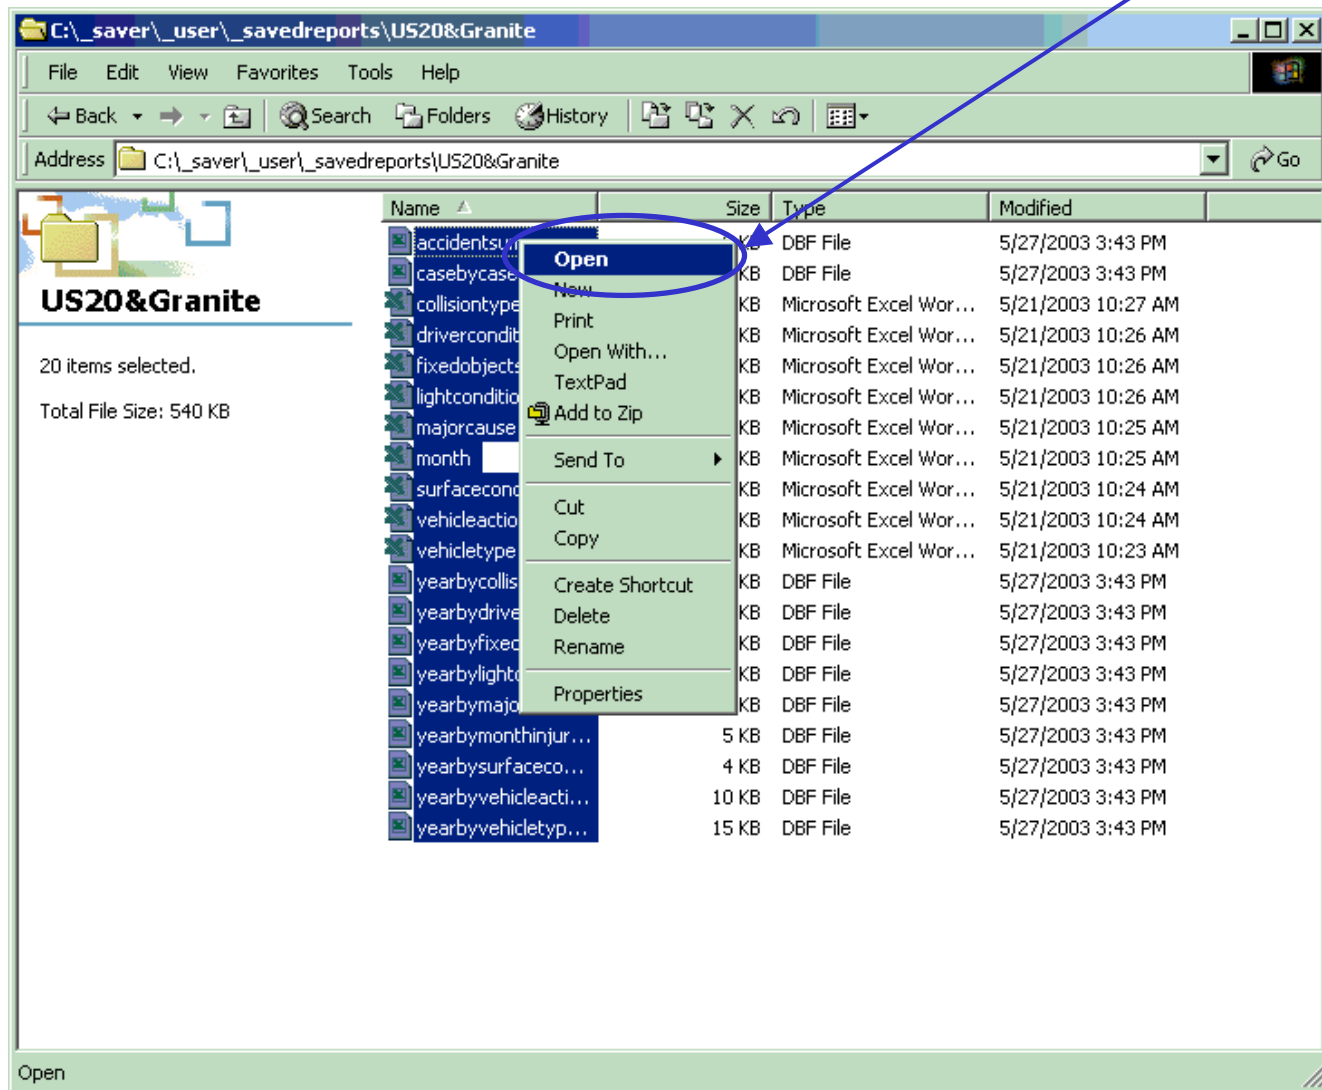 C:\_saver\_user\_savedreports\US20&Granite
File Edit View Favorites Tools Help
Back Search Folders History
Address C:\_saver\_user\_savedreports\US20&Granite Go
Name Size Type Modified
accidentsu KB DBF File 5/27/2003 3:43 PM
casebycase KB DBF File 5/27/2003 3:43 PM
collisiontype KB Microsoft Excel Wor... 5/21/2003 10:27 AM
drivercondit KB Microsoft Excel Wor... 5/21/2003 10:26 AM
fixedobjects KB Microsoft Excel Wor... 5/21/2003 10:26 AM
lightconditio KB Microsoft Excel Wor... 5/21/2003 10:26 AM
majorcause KB Microsoft Excel Wor... 5/21/2003 10:25 AM
month KB Microsoft Excel Wor... 5/21/2003 10:25 AM
surfacecond KB Microsoft Excel Wor... 5/21/2003 10:24 AM
vehicleactio KB Microsoft Excel Wor... 5/21/2003 10:24 AM
vehicletype KB Microsoft Excel Wor... 5/21/2003 10:23 AM
yearbycollis KB DBF File 5/27/2003 3:43 PM
yearbydrive KB DBF File 5/27/2003 3:43 PM
yearbyfixed KB DBF File 5/27/2003 3:43 PM
yearbylight KB DBF File 5/27/2003 3:43 PM
yearbymajo KB DBF File 5/27/2003 3:43 PM
yearbymonthinjur... 5 KB DBF File 5/27/2003 3:43 PM
yearbysurfaceco... 4 KB DBF File 5/27/2003 3:43 PM
yearbyvehicleacti... 10 KB DBF File 5/27/2003 3:43 PM
yearbyvehicletyp... 15 KB DBF File 5/27/2003 3:43 PM
US20&Granite
20 items selected.
Total File Size: 540 KB
Open
New
Print
Open With...
TextPad
Add to Zip
Send To
Cut
Copy
Create Shortcut
Delete
Rename
Properties
Open